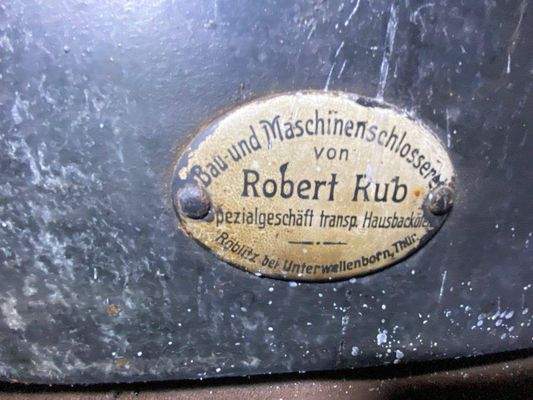 Bau- und Maschinenschlosserei
von
Robert Kub
Spezialgeschäft transp. Hausbacköfen
Röblitz bei Unterwellenborn, Thür.